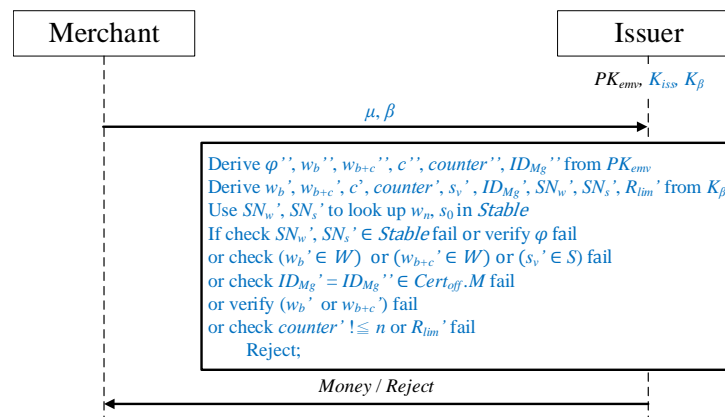 Merchant
Issuer
PKemv, Kiss, Kβ
μ, β
Derive φ’’, wb’’, wb+c’’, c’’, counter’’, IDMg’’ from PKemv
Derive wb’, wb+c’, c’, counter’, sv’, IDMg’, SNw’, SNs’, Rlim’ from Kβ
Use SNw’, SNs’ to look up wn, s0 in Stable
If check SNw’, SNs’ ∈ Stable fail or verify φ fail
or check (wb’ ∈ W) or (wb+c’ ∈ W) or (sv’ ∈ S) fail
or check IDMg’ = IDMg’’ ∈ Certoff.M fail
or verify (wb’ or wb+c’) fail
or check counter’ !≦ n or Rlim’ fail
Reject;
Money / Reject